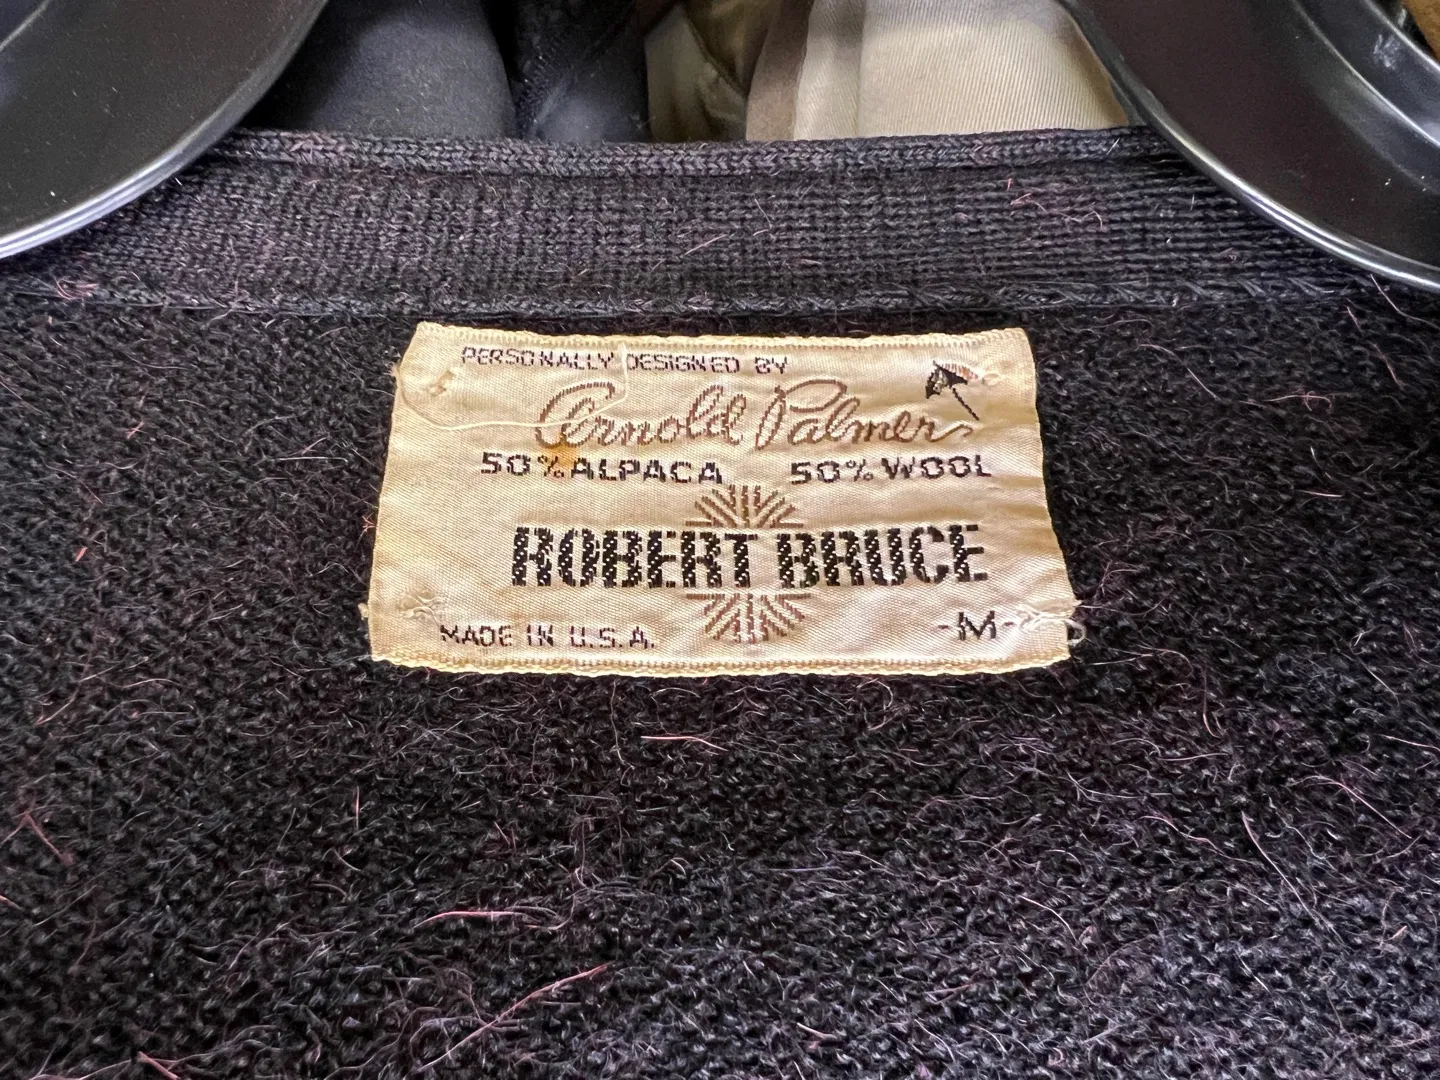 PERSONALLY DESIGNED BY
Arnold Palmer
50% ALPACA 50% WOOL
ROBERT BRUCE
MADE IN U.S.A. -M-